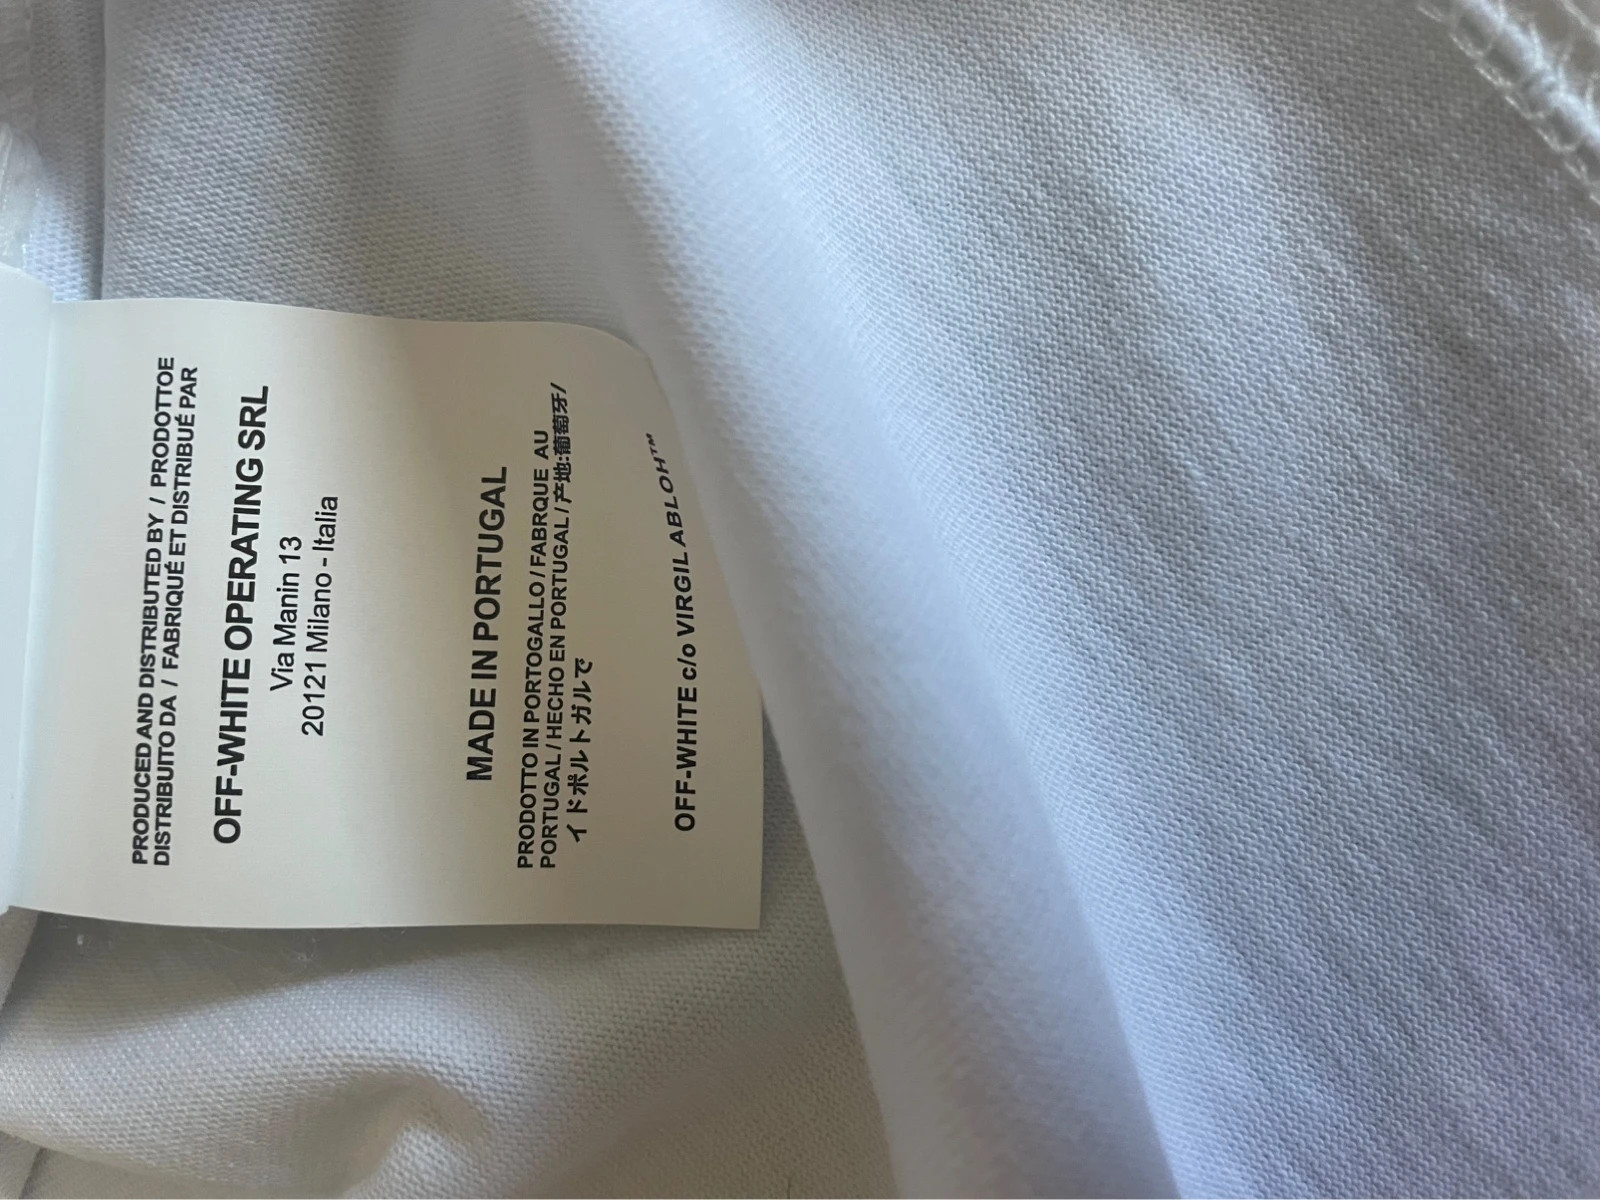 PRODUCED AND DISTRIBUTED BY / PRODOTTOE
DISTRIBUITO DA / FABRIQUÉ ET DISTRIBUÉ PAR
OFF-WHITE OPERATING SRL
Via Manin 13
20121 Milano - Italia
MADE IN PORTUGAL
PRODOTTO IN PORTOGALLO / FABRQUE AU
PORTUGAL / HECHO EN PORTUGAL / 产地:葡萄牙/
イドポルトガルで
OFF-WHITE c/o VIRGIL ABLOH™